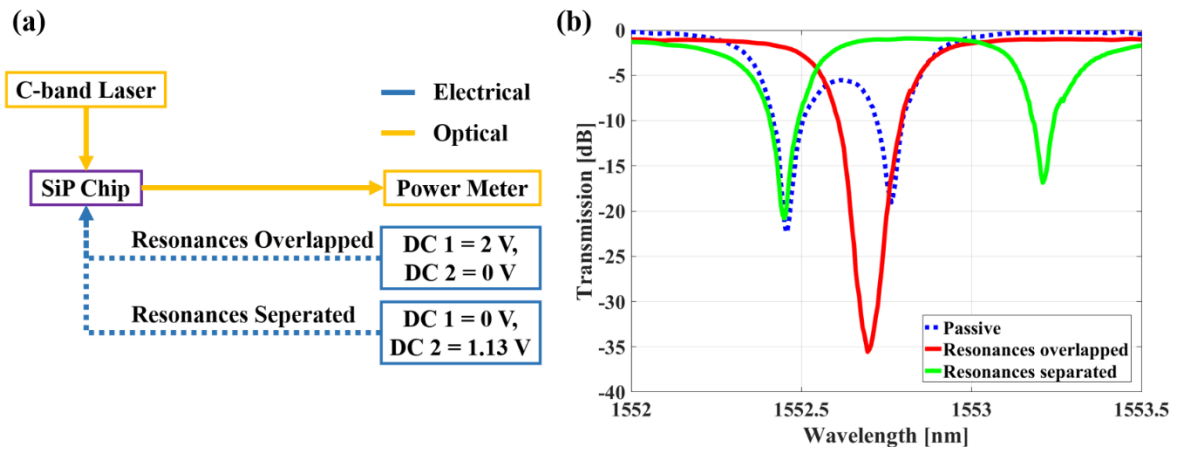 (a)
C-band Laser
Electrical
Optical
SiP Chip
Power Meter
Resonances Overlapped
DC 1 = 2 V,
DC 2 = 0 V
Resonances Seperated
DC 1 = 0 V,
DC 2 = 1.13 V
(b)
Transmission [dB]
0
-5
-10
-15
-20
-25
-30
-35
-40
Passive
Resonances overlapped
Resonances separated
1552
1552.5
1553
1553.5
Wavelength [nm]